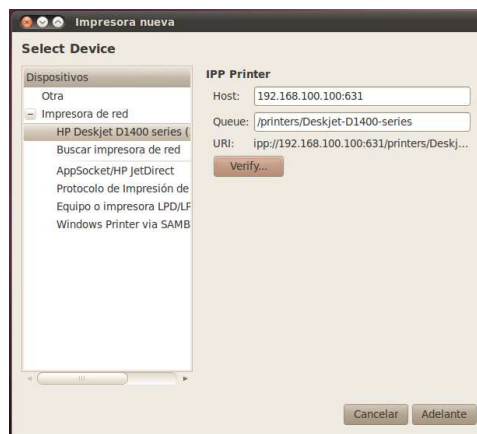 Impresora nueva
Select Device
Dispositivos
Otra
Impresora de red
HP Deskjet D1400 series (
Buscar impresora de red
AppSocket/HP JetDirect
Protocolo de Impresión de
Equipo o impresora LPD/LP
Windows Printer via SAMB
IPP Printer
Host: 192.168.100.100:631
Queue: /printers/Deskjet-D1400-series
URI: ipp://192.168.100.100:631/printers/Deskj...
Verify...
Cancelar Adelante